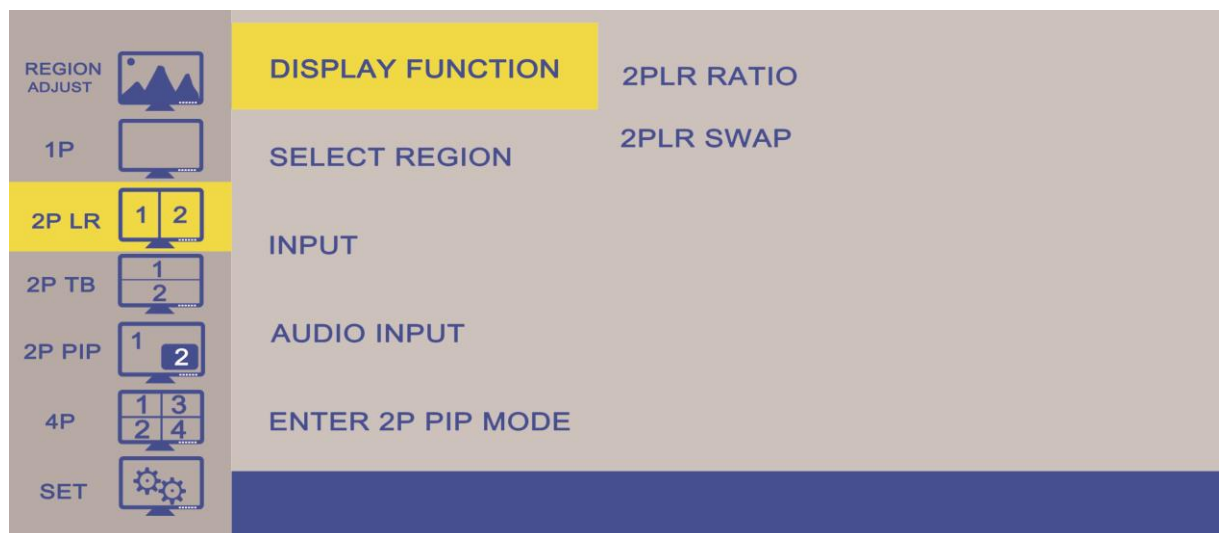 REGION
ADJUST
1P
2P LR
1 2
2P TB
1
2
2P PIP
1
2
4P
1 3
2 4
SET
DISPLAY FUNCTION
SELECT REGION
INPUT
AUDIO INPUT
ENTER 2P PIP MODE
2PLR RATIO
2PLR SWAP